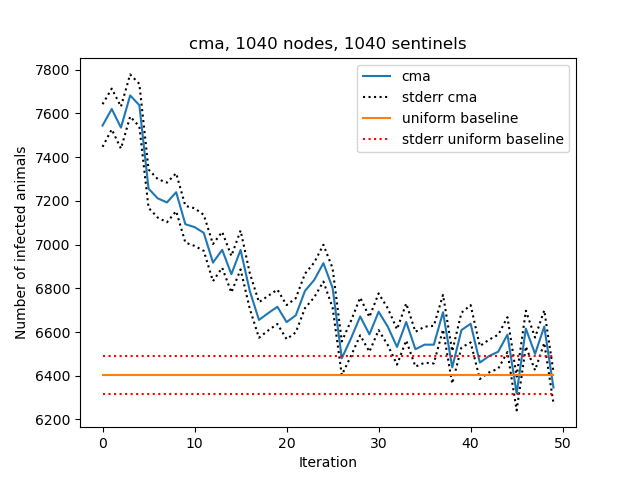 cma, 1040 nodes, 1040 sentinels
cma
stderr cma
uniform baseline
stderr uniform baseline
Number of infected animals
7800
7600
7400
7200
7000
6800
6600
6400
6200
0 10 20 30 40 50
Iteration